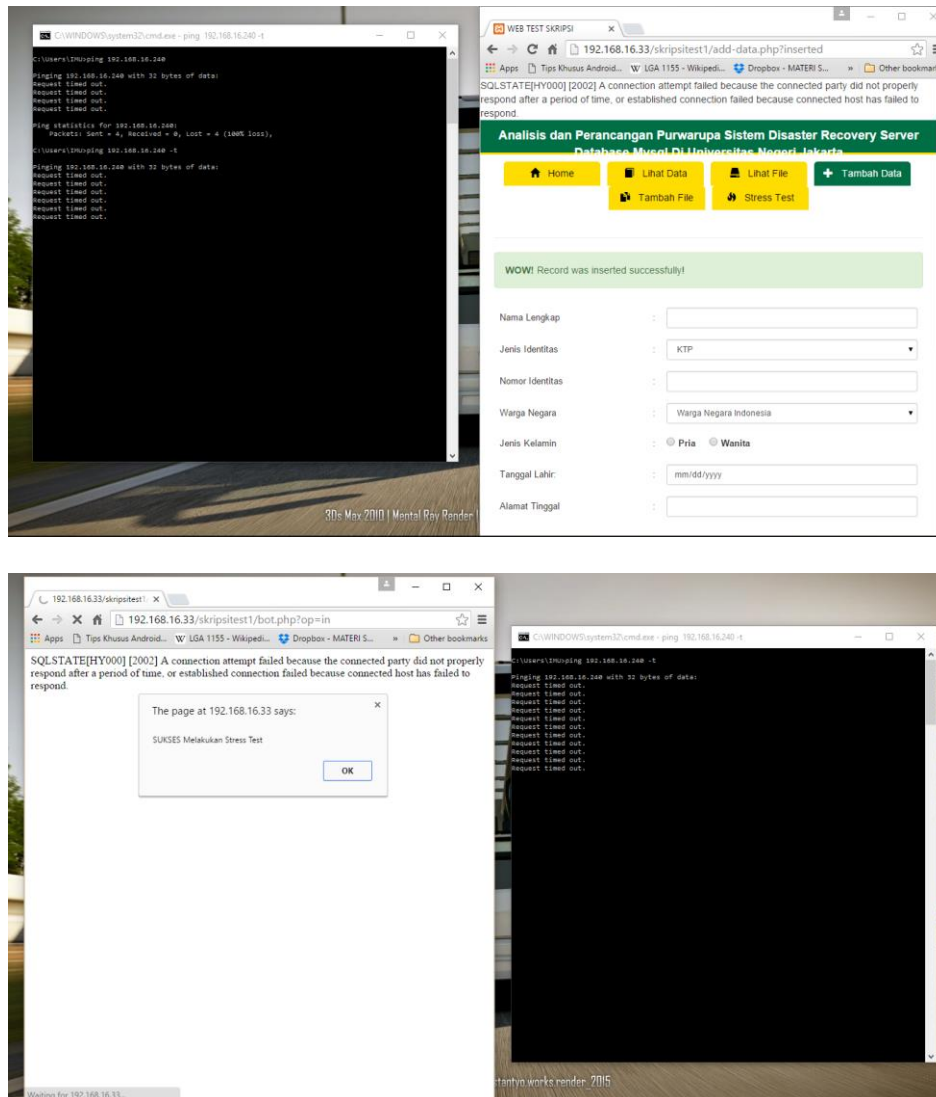 C:\WINDOWS\system32\cmd.exe - ping 192.168.16.240 -t
C:\Users\IMU>ping 192.168.16.240
Pinging 192.168.16.240 with 32 bytes of data:
Request timed out.
Request timed out.
Request timed out.
Request timed out.
Ping statistics for 192.168.16.240:
Packets: Sent = 4, Received = 0, Lost = 4 (100% loss),
C:\Users\IMU>ping 192.168.16.240 -t
Pinging 192.168.16.240 with 32 bytes of data:
Request timed out.
Request timed out.
Request timed out.
Request timed out.
Request timed out.
Request timed out.
Request timed out.
30s Max 2010 | Mental Ray Render |
WEB TEST SKRIPSI
192.168.16.33/skripsitest1/add-data.php?inserted
Apps Tips Khusus Android... LGA 1155 - Wikipedi... Dropbox - MATERI S... » Other bookmar
SQLSTATE[HY000] [2002] A connection attempt failed because the connected party did not properly
respond after a period of time, or established connection failed because connected host has failed to
respond.
Analisis dan Perancangan Purwarupa Sistem Disaster Recovery Server
Database Mysql Di Universitas Negeri Jakarta
Home Lihat Data Lihat File Tambah Data
Tambah File Stress Test
WOW! Record was inserted successfully!
Nama Lengkap :
Jenis Identitas : KTP
Nomor Identitas :
Warga Negara : Warga Negara Indonesia
Jenis Kelamin : Pria Wanita
Tanggal Lahir: : mm/dd/yyyy
Alamat Tinggal :
192.168.16.33/skripsitest1
192.168.16.33/skripsitest1/bot.php?op=in
Apps Tips Khusus Android... LGA 1155 - Wikipedi... Dropbox - MATERI S... » Other bookmarks
SQLSTATE[HY000] [2002] A connection attempt failed because the connected party did not properly
respond after a period of time, or established connection failed because connected host has failed to
respond.
The page at 192.168.16.33 says:
SUKSES Melakukan Stress Test
OK
Waiting for 192.168.16.33...
C:\WINDOWS\system32\cmd.exe - ping 192.168.16.240 -t
C:\Users\IMU>ping 192.168.16.240 -t
Pinging 192.168.16.240 with 32 bytes of data:
Request timed out.
Request timed out.
Request timed out.
Request timed out.
Request timed out.
Request timed out.
Request timed out.
Request timed out.
Request timed out.
Request timed out.
Request timed out.
stantyo.works.render_2015